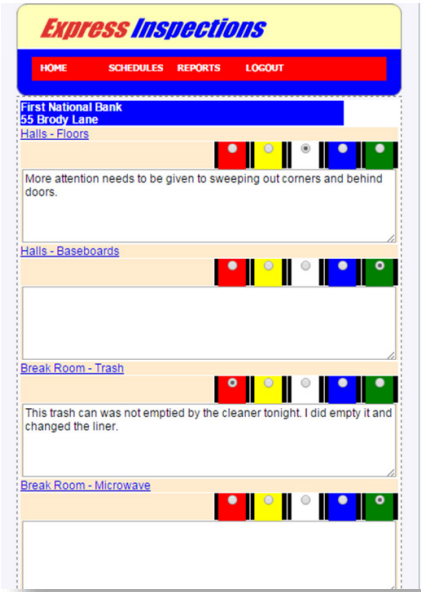 Express Inspections
HOME SCHEDULES REPORTS LOGOUT
First National Bank
55 Brody Lane
Halls - Floors
More attention needs to be given to sweeping out corners and behind
doors.
Halls - Baseboards
Break Room - Trash
This trash can was not emptied by the cleaner tonight. I did empty it and
changed the liner.
Break Room - Microwave